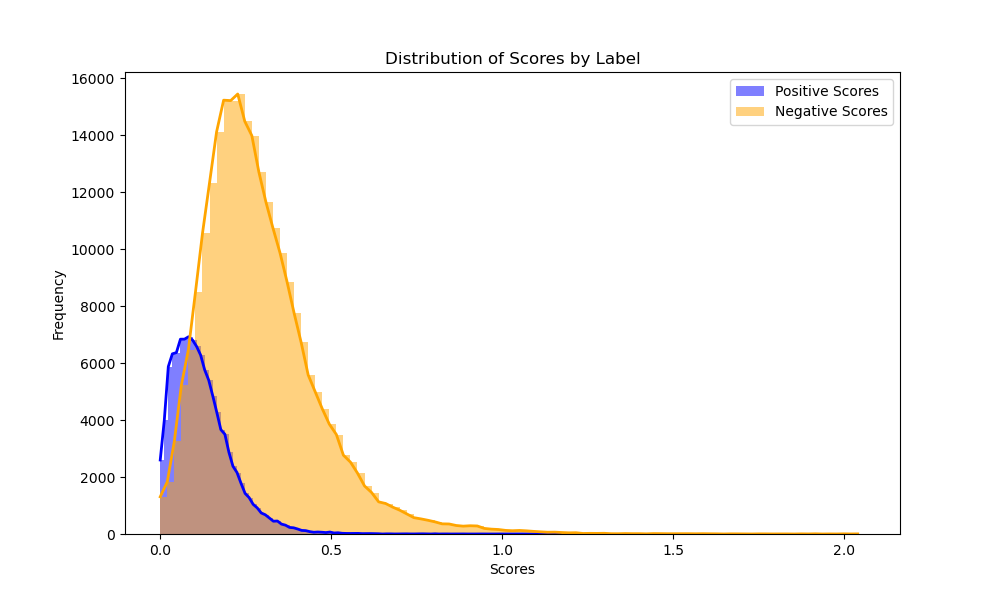 Distribution of Scores by Label
Positive Scores
Negative Scores
Frequency
16000
14000
12000
10000
8000
6000
4000
2000
0
0.0 0.5 1.0 1.5 2.0
Scores